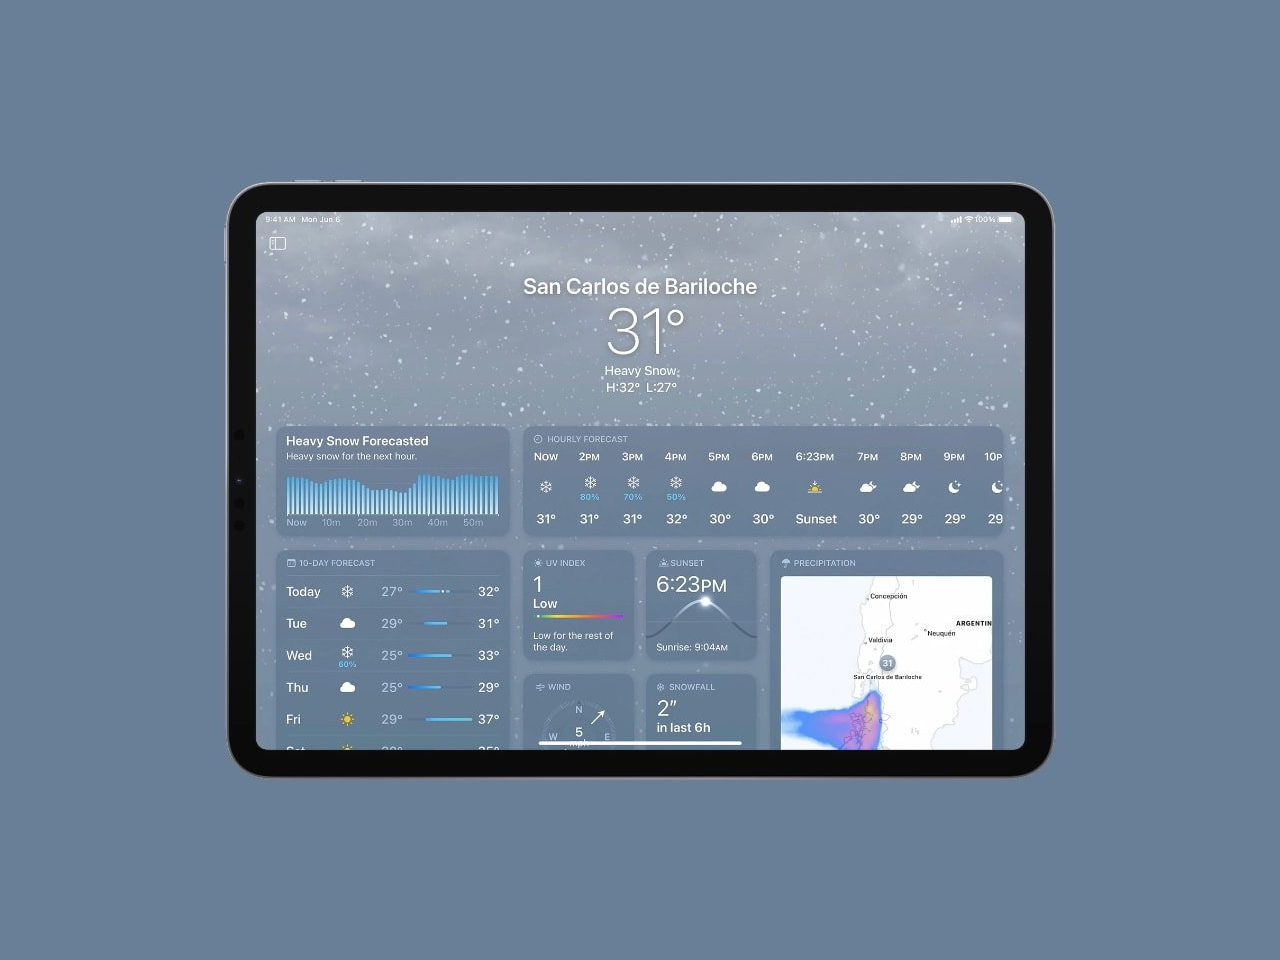 9:41 AM Mon Jun 6
100%
San Carlos de Bariloche
31°
Heavy Snow
H:32° L:27°
Heavy Snow Forecasted
Heavy snow for the next hour.
Now 10m 20m 30m 40m 50m
HOURLY FORECAST
Now 2PM 3PM 4PM 5PM 6PM 6:23PM 7PM 8PM 9PM 10P
80% 70% 50%
31° 31° 31° 32° 30° 30° Sunset 30° 29° 29° 29
10-DAY FORECAST
Today 27° 32°
Tue 29° 31°
Wed 60% 25° 33°
Thu 25° 29°
Fri 29° 37°
UV INDEX
1
Low
Low for the rest of
the day.
SUNSET
6:23PM
Sunrise: 9:04AM
WIND
N
W 5 E
SNOWFALL
2"
in last 6h
PRECIPITATION
Concepción
ARGENTIN
Neuquén
Valdivia
31
San Carlos de Bariloche